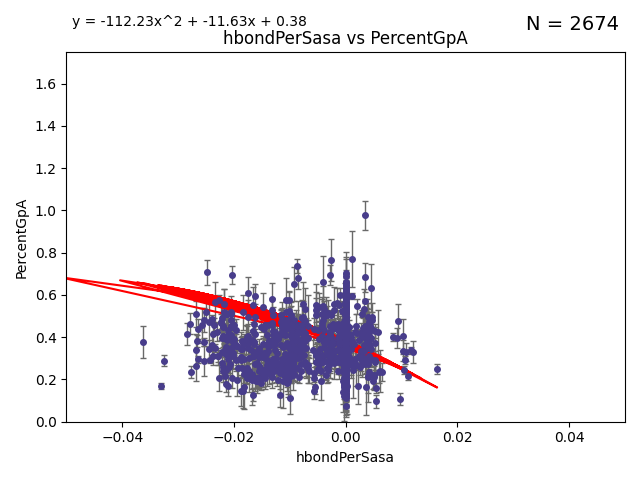 y = -112.23x^2 + -11.63x + 0.38
N = 2674
hbondPerSasa vs PercentGpA
PercentGpA
1.6
1.4
1.2
1.0
0.8
0.6
0.4
0.2
0.0
−0.04
−0.02
0.00
0.02
0.04
hbondPerSasa